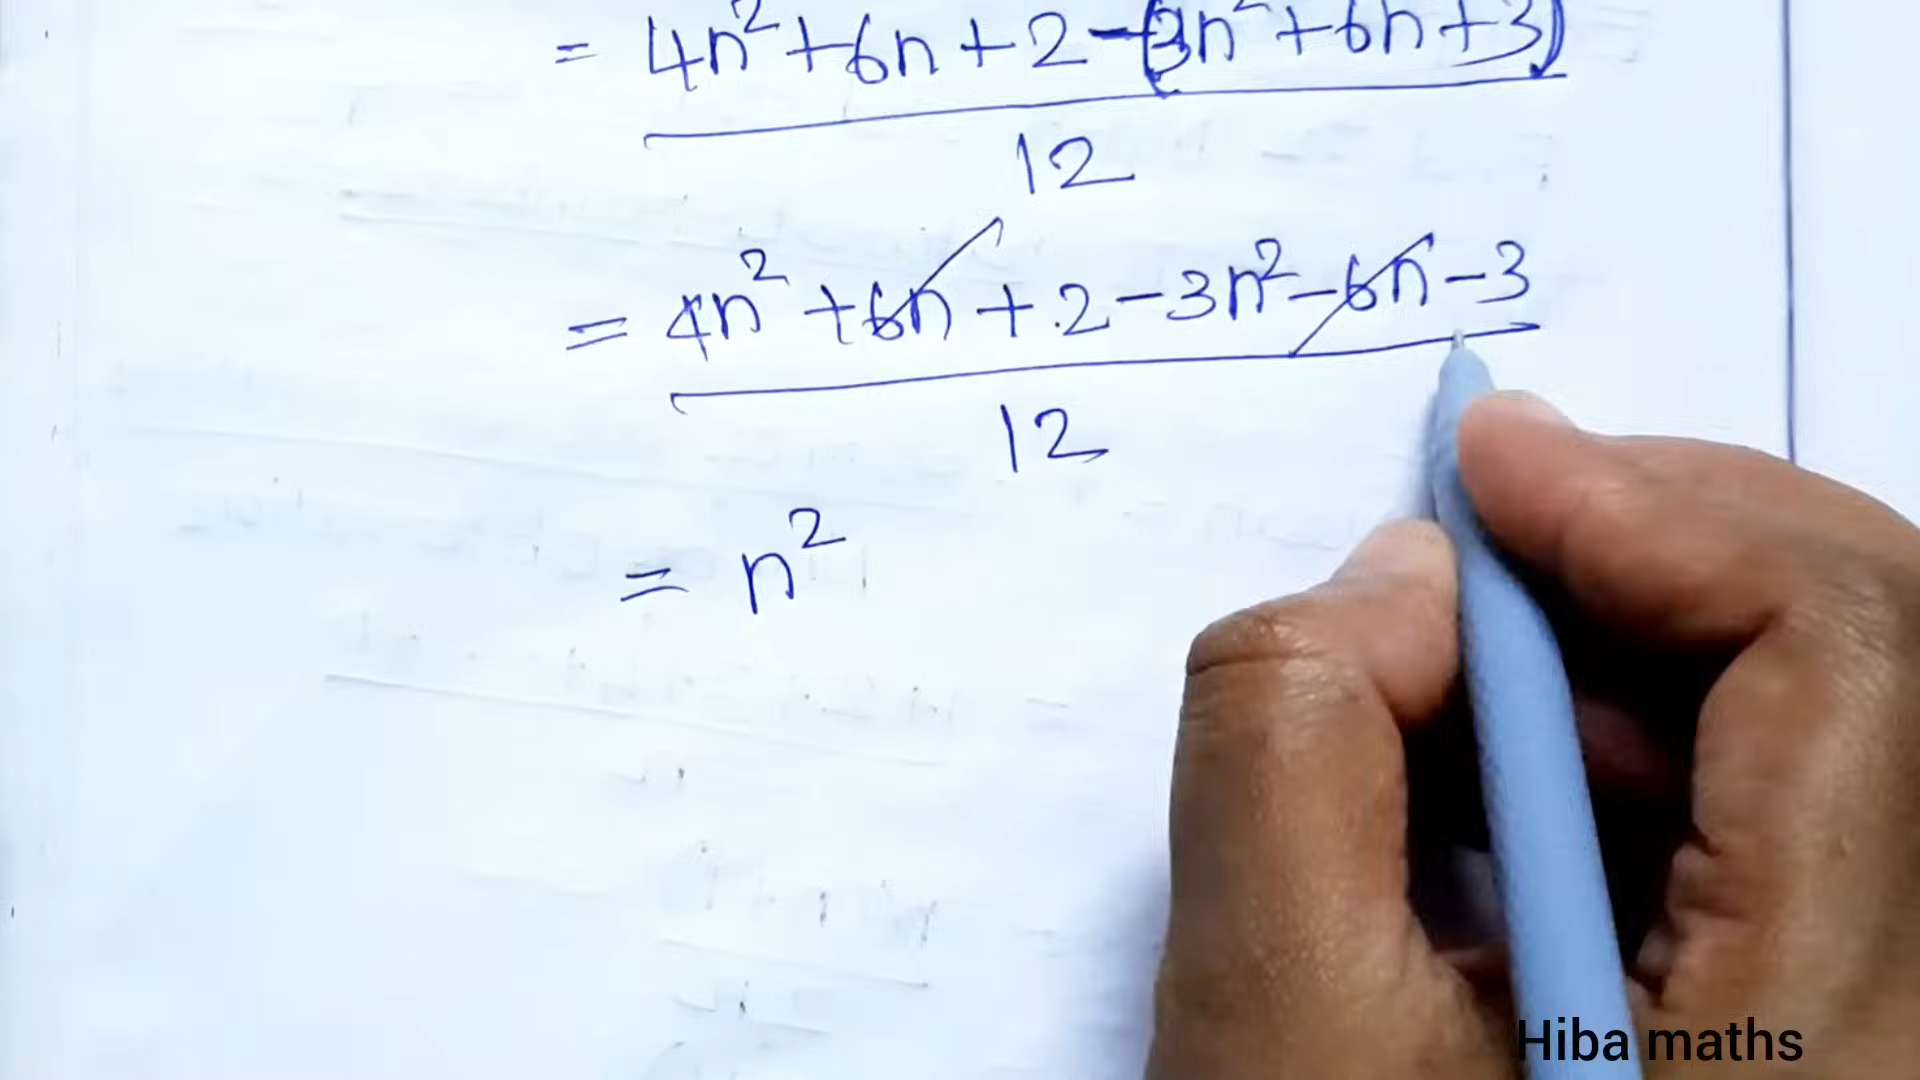 = 4n² + 6n + 2 - (3n² + 6n + 3)
12
= 4n² + 6n + 2 - 3n² - 6n - 3
12
= n²
Hiba maths